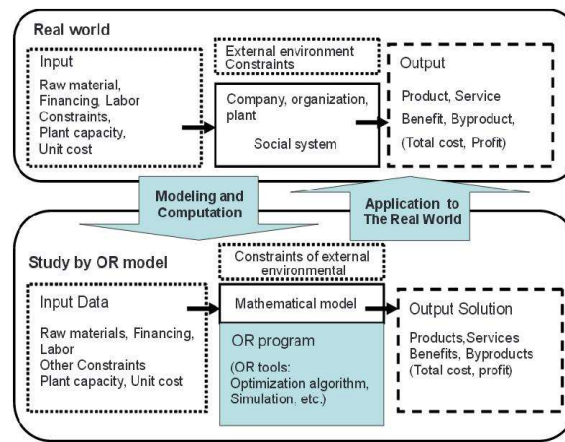 Real world
Input
Raw material,
Financing, Labor
Constraints,
Plant capacity,
Unit cost
External environment
Constraints
Company, organization,
plant
Social system
Output
Product, Service
Benefit, Byproduct,
(Total cost, Profit)
Modeling and
Computation
Application to
The Real World
Study by OR model
Input Data
Raw materials, Financing,
Labor
Other Constraints
Plant capacity, Unit cost
Constraints of external
environmental
Mathematical model
OR program
(OR tools:
Optimization algorithm,
Simulation, etc.)
Output Solution
Products,Services
Benefits, Byproducts
(Total cost, profit)